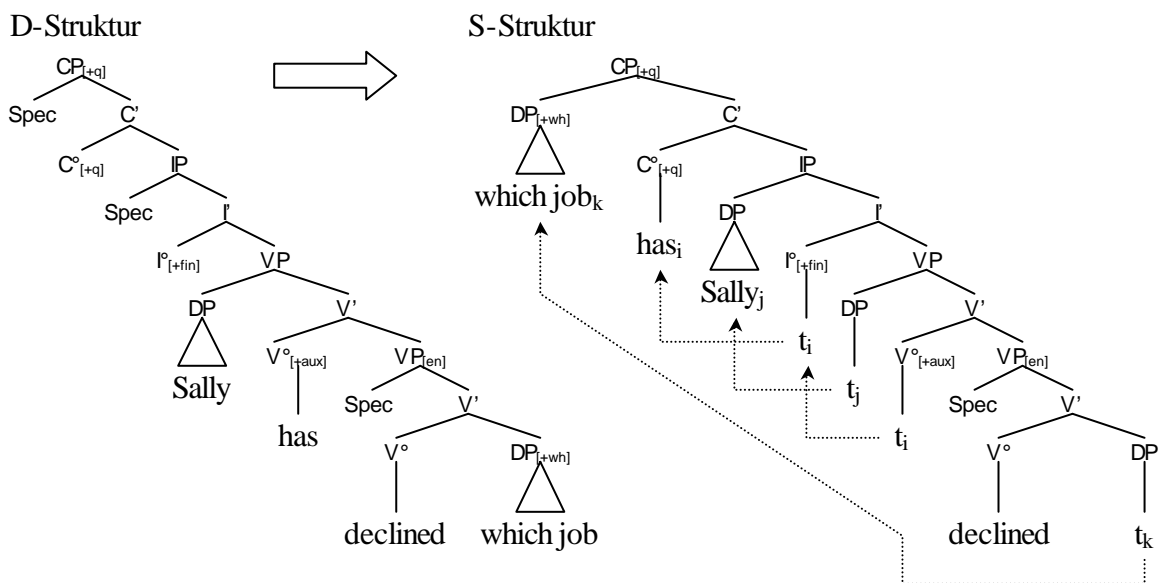 D-Struktur S-Struktur
CP[+q] CP[+q]
Spec C' DP[+wh] C'
C°[+q] IP which jobk C°[+q] IP
Spec I' hasi DP I'
I°[+fin] VP Sallyj I°[+fin] VP
DP V' ti DP V'
Sally V°[+aux] VP[en] tj V°[+aux] VP[en]
has Spec V' ti Spec V'
V° DP[+wh] V° DP
declined which job declined tk